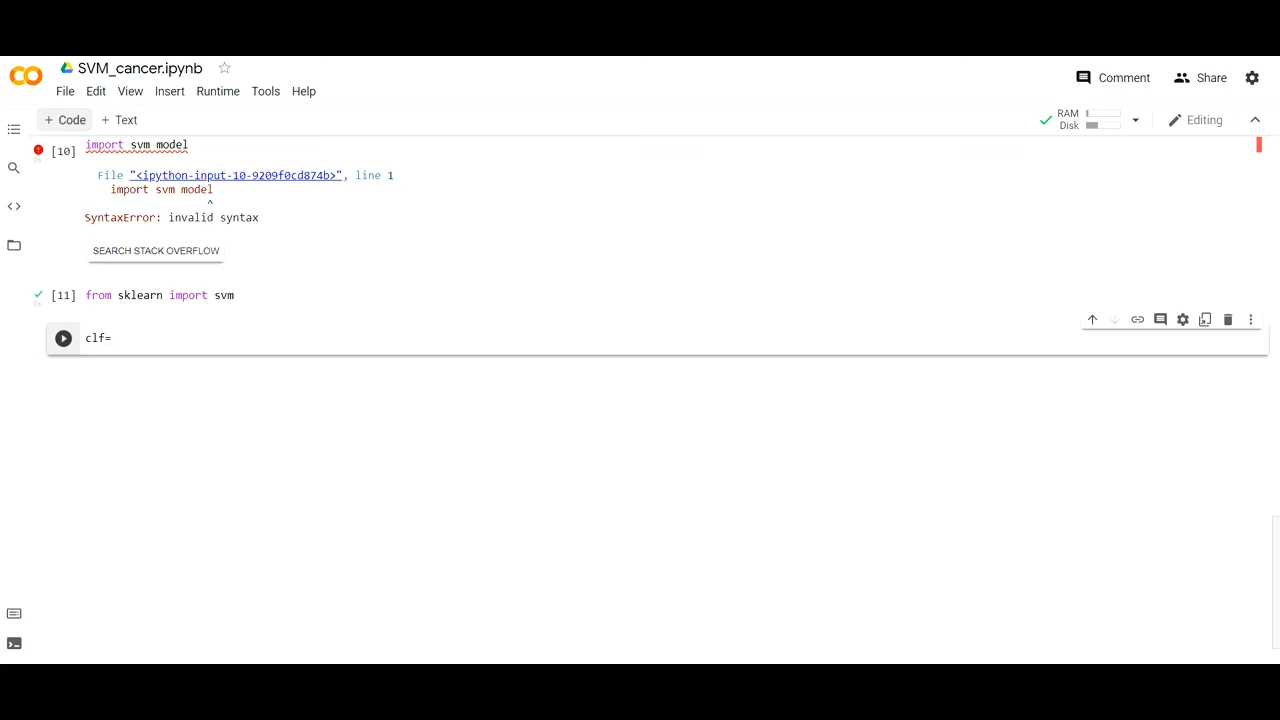 SVM_cancer.ipynb
File Edit View Insert Runtime Tools Help
Comment Share
+ Code + Text
RAM
Disk
Editing
[10] import svm model
File "<ipython-input-10-9209f0cd874b>", line 1
import svm model
^
SyntaxError: invalid syntax
SEARCH STACK OVERFLOW
[11] from sklearn import svm
clf=